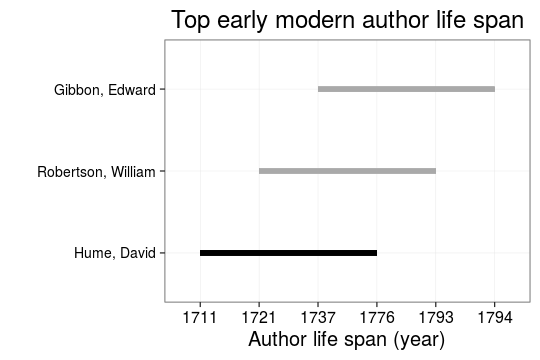 Top early modern author life span
Gibbon, Edward
Robertson, William
Hume, David
1711 1721 1737 1776 1793 1794
Author life span (year)